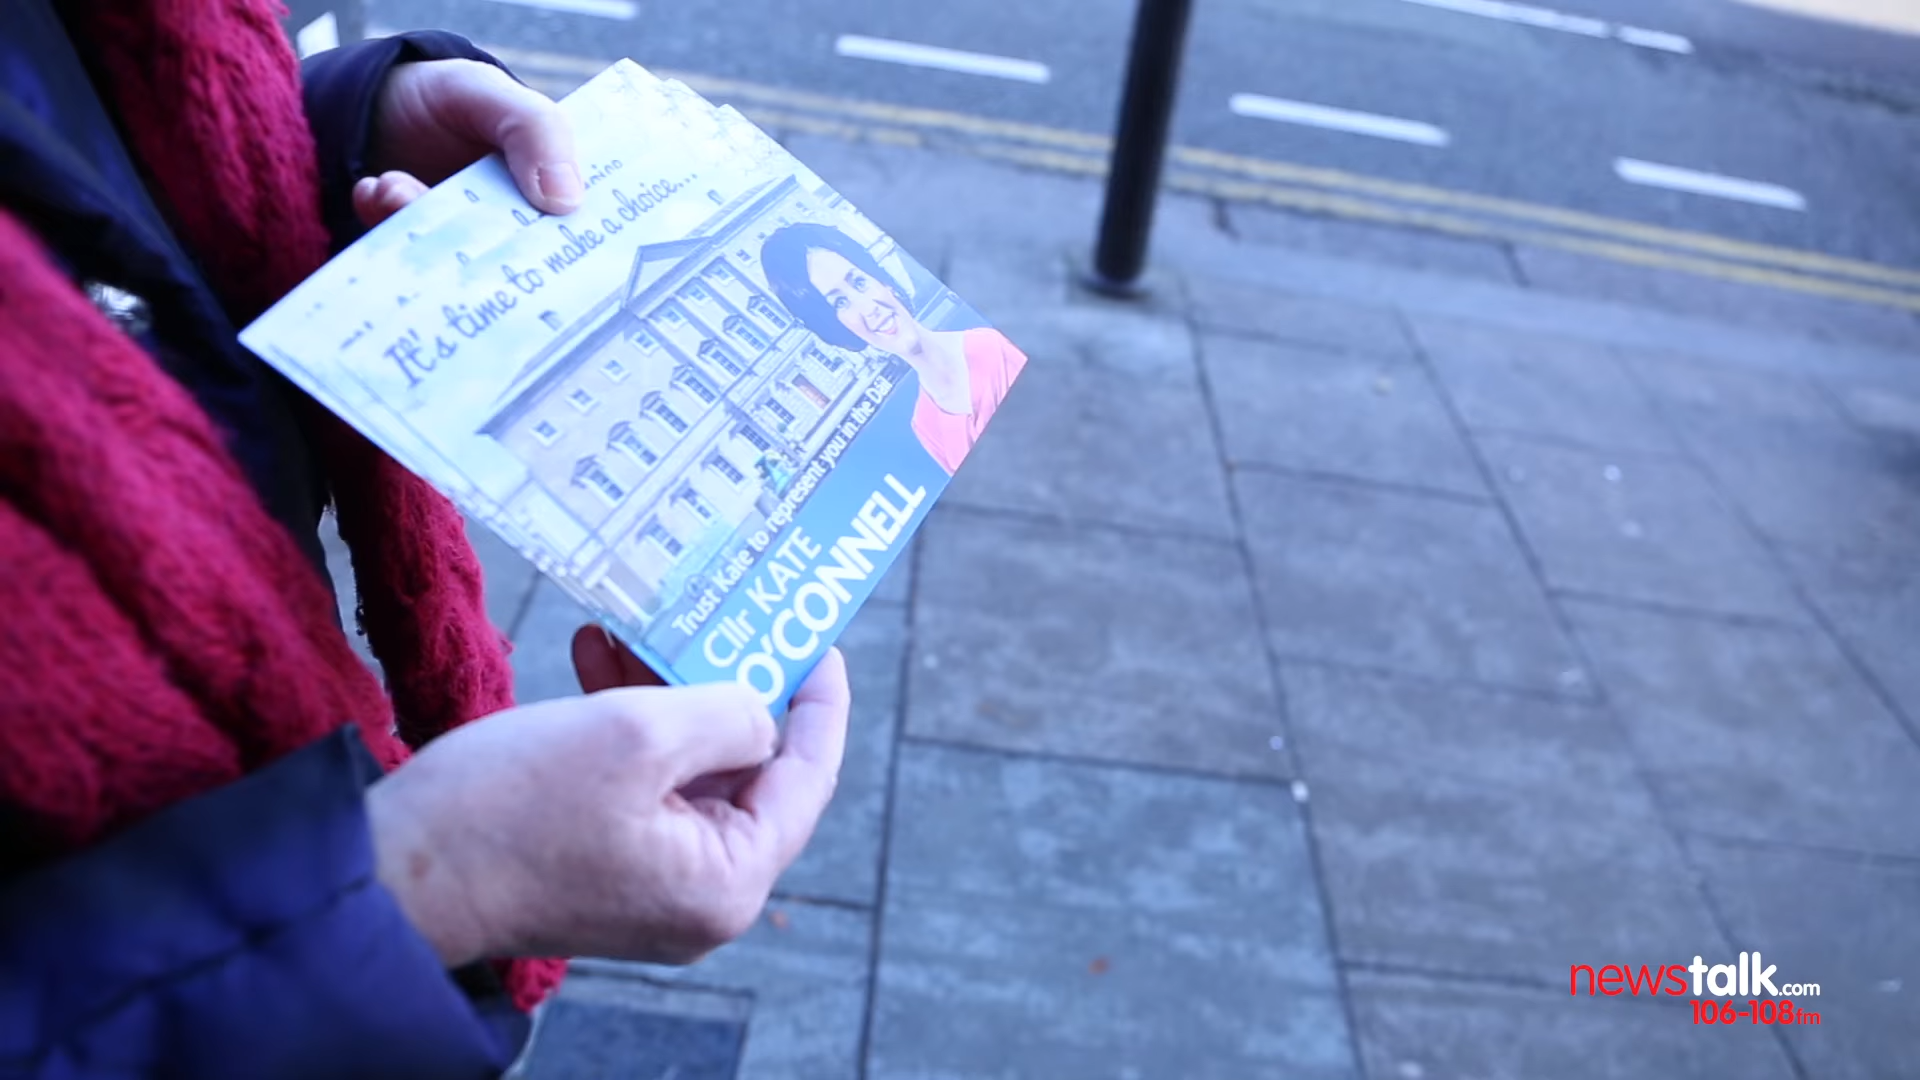 It's time to make a choice...
Trust Kate to represent you in the Dáil
Cllr KATE
O'CONNELL
newstalk.com
106-108fm